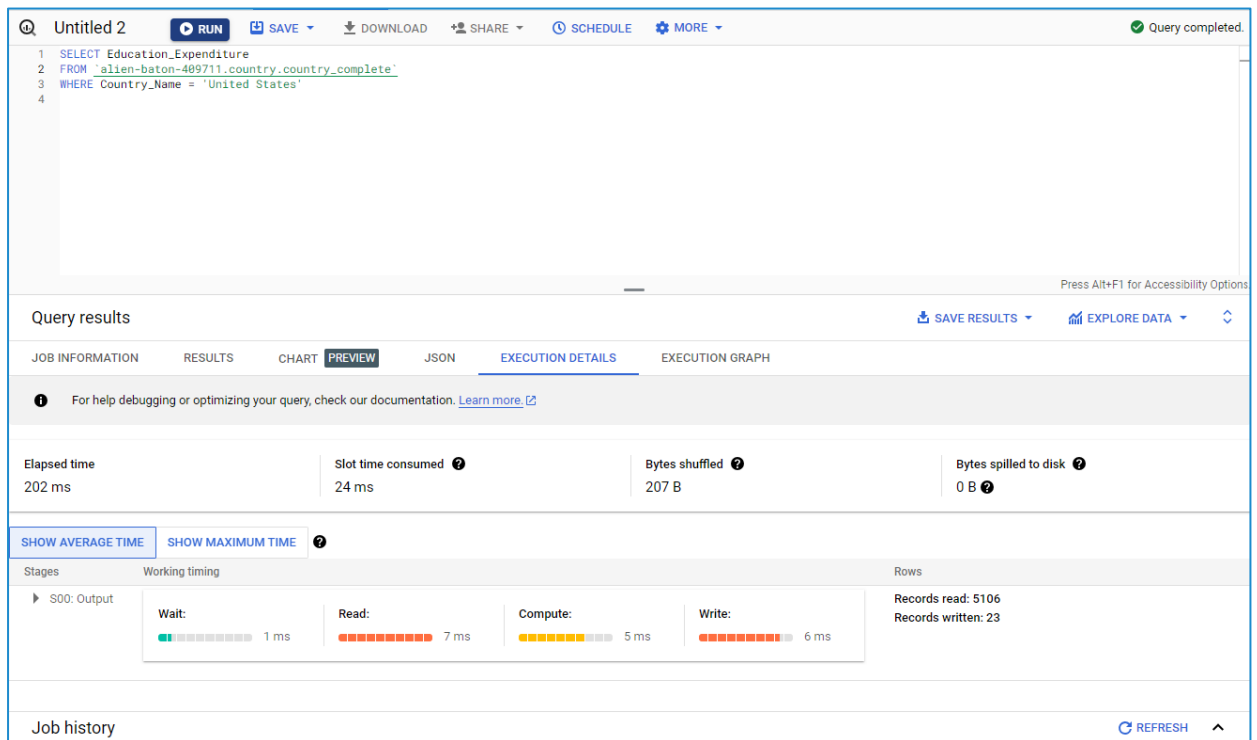 Untitled 2 RUN SAVE DOWNLOAD SHARE SCHEDULE MORE Query completed.
1 SELECT Education_Expenditure
2 FROM `alien-baton-409711.country.country_complete`
3 WHERE Country_Name = 'United States'
4
Press Alt+F1 for Accessibility Options.
Query results SAVE RESULTS EXPLORE DATA
JOB INFORMATION RESULTS CHART PREVIEW JSON EXECUTION DETAILS EXECUTION GRAPH
For help debugging or optimizing your query, check our documentation. Learn more.
Elapsed time Slot time consumed Bytes shuffled Bytes spilled to disk
202 ms 24 ms 207 B 0 B
SHOW AVERAGE TIME SHOW MAXIMUM TIME
Stages Working timing Rows
S00: Output Records read: 5106
Wait: Read: Compute: Write: Records written: 23
1 ms 7 ms 5 ms 6 ms
Job history REFRESH